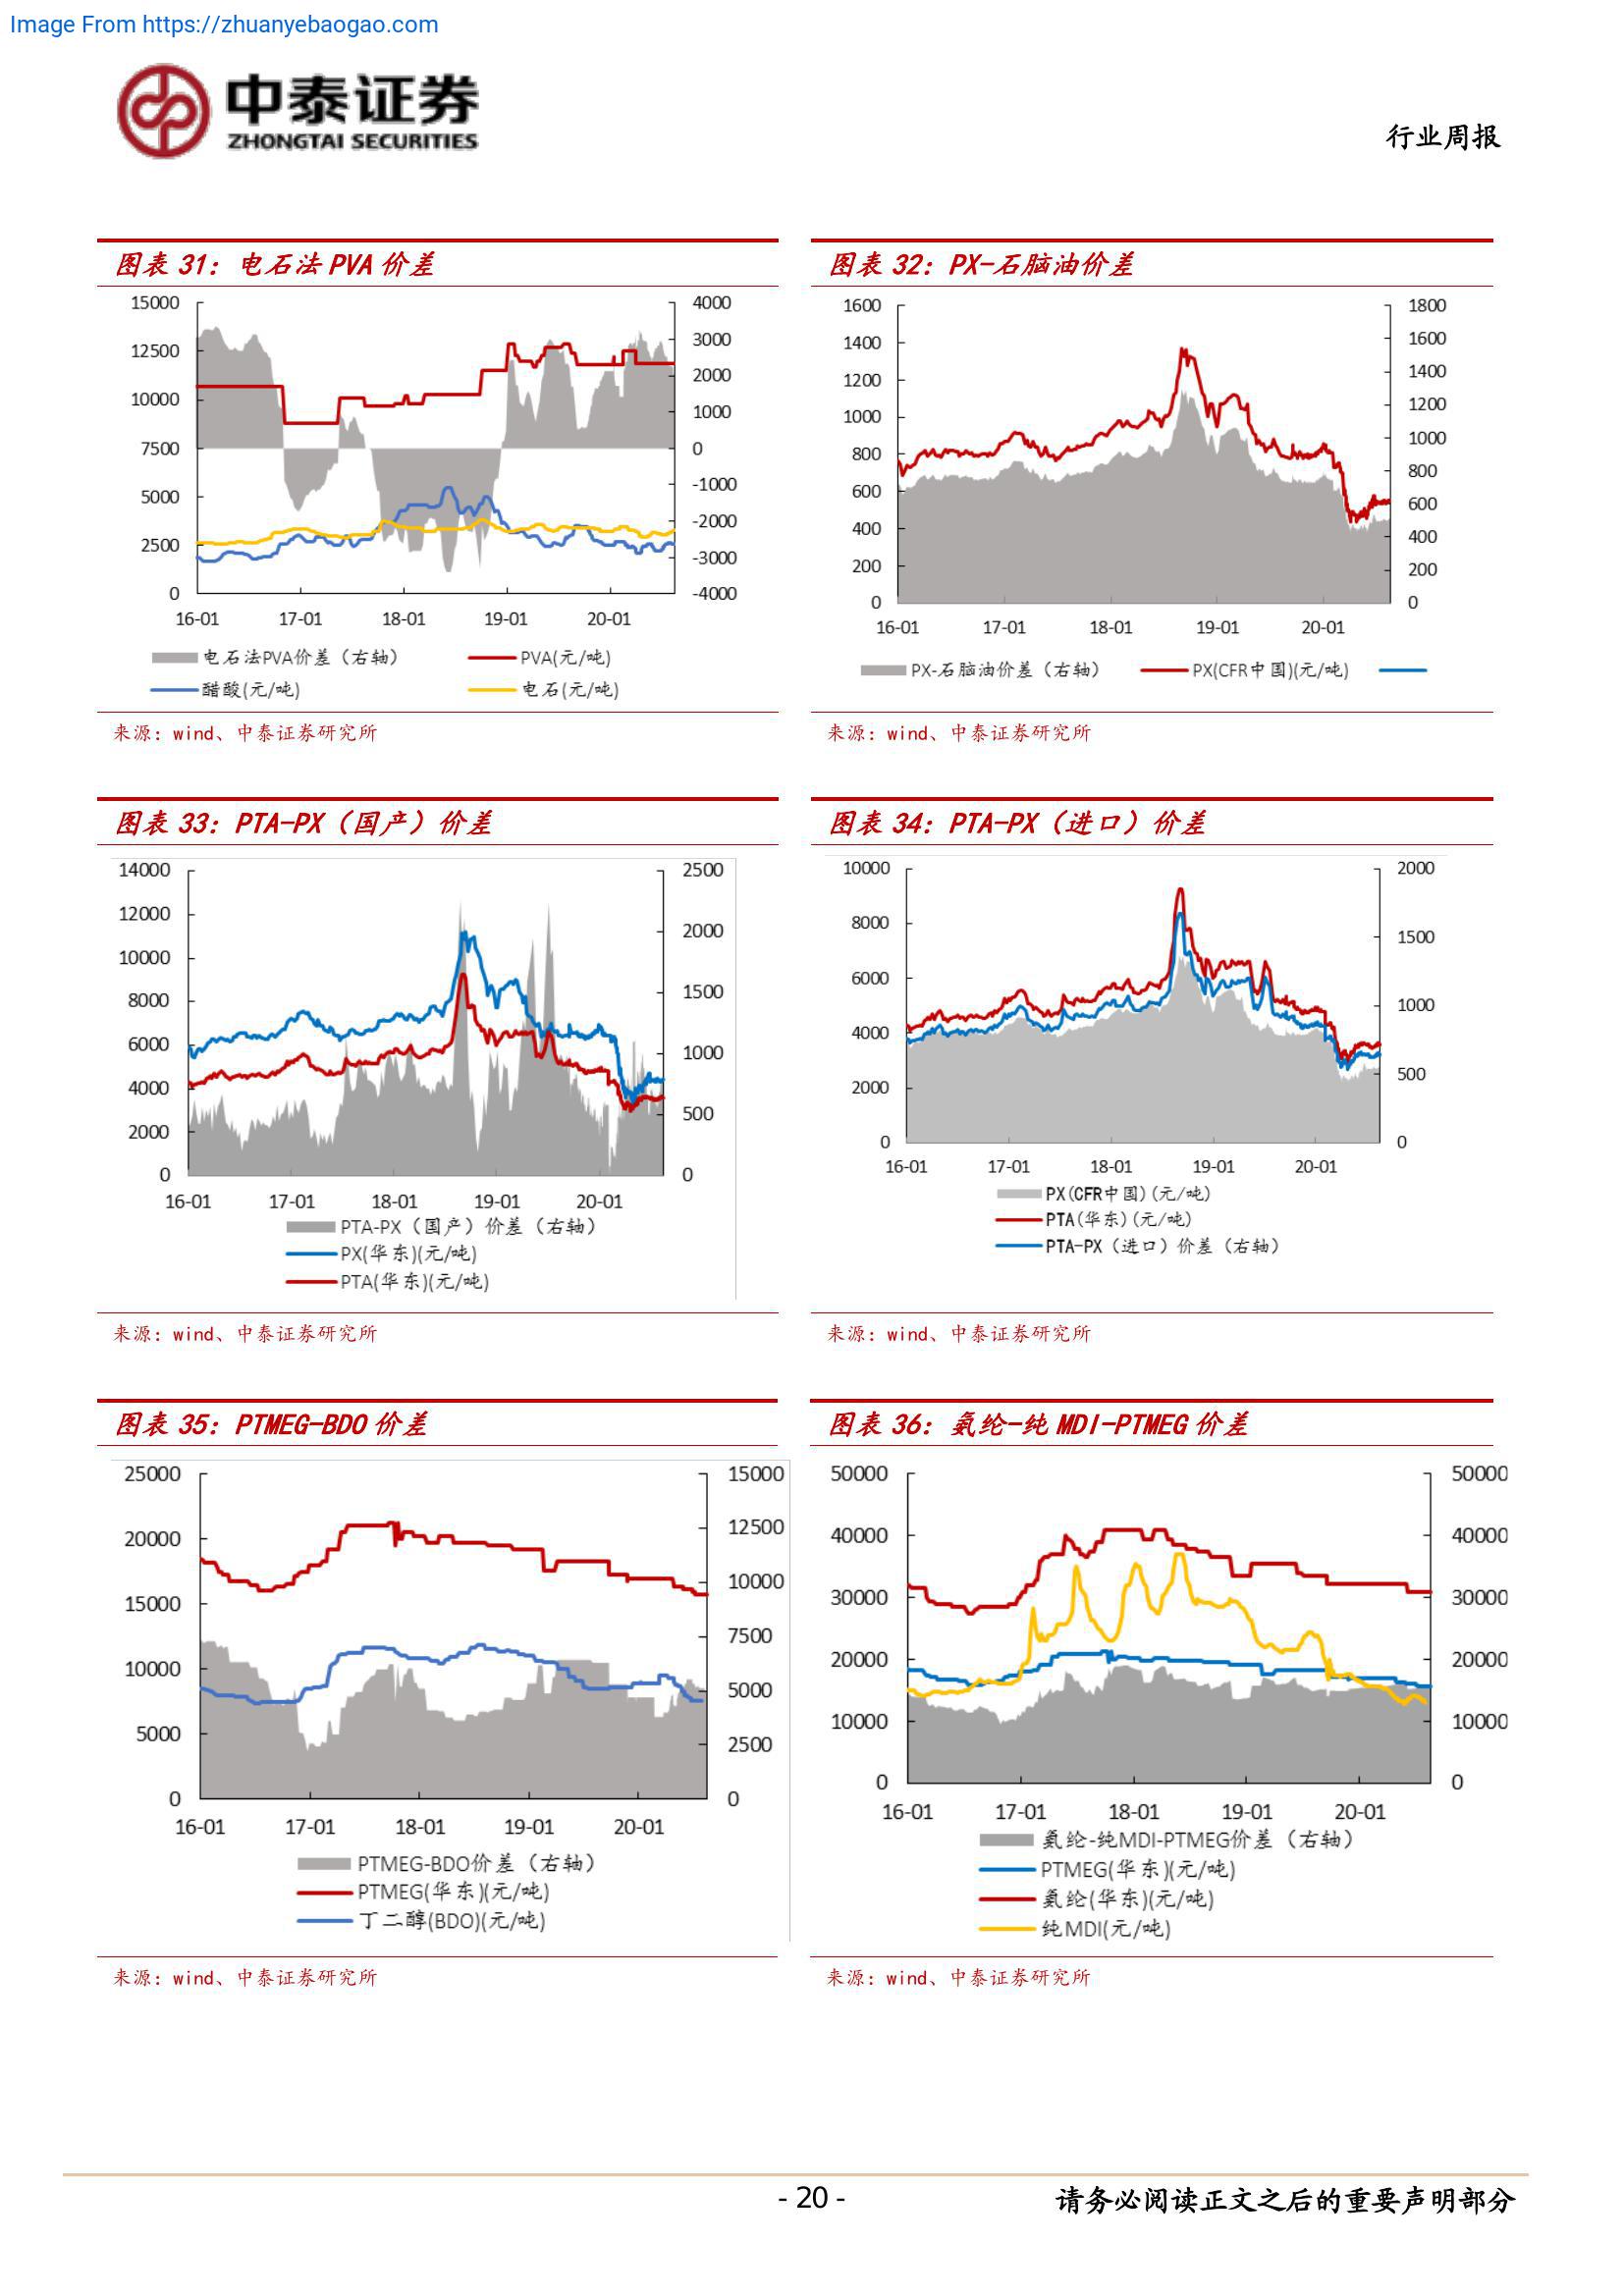 Image From https://zhuanyebaogao.com
中泰证券
ZHONGTAI SECURITIES
行业周报
图表 31：电石法 PVA 价差
15000
12500
10000
7500
5000
2500
0
4000
3000
2000
1000
0
-1000
-2000
-3000
-4000
16-01 17-01 18-01 19-01 20-01
电石法PVA价差（右轴） PVA(元/吨)
醋酸(元/吨) 电石(元/吨)
来源：wind、中泰证券研究所
图表 32：PX-石脑油价差
1600
1400
1200
1000
800
600
400
200
0
1800
1600
1400
1200
1000
800
600
400
200
0
16-01 17-01 18-01 19-01 20-01
PX-石脑油价差（右轴） PX(CFR中国)(元/吨)
来源：wind、中泰证券研究所
图表 33：PTA-PX（国产）价差
14000
12000
10000
8000
6000
4000
2000
0
2500
2000
1500
1000
500
0
16-01 17-01 18-01 19-01 20-01
PTA-PX（国产）价差（右轴）
PX(华东)(元/吨)
PTA(华东)(元/吨)
来源：wind、中泰证券研究所
图表 34：PTA-PX（进口）价差
10000
8000
6000
4000
2000
0
2000
1500
1000
500
0
16-01 17-01 18-01 19-01 20-01
PX(CFR中国)(元/吨)
PTA(华东)(元/吨)
PTA-PX（进口）价差（右轴）
来源：wind、中泰证券研究所
图表 35：PTMEG-BDO 价差
25000
20000
15000
10000
5000
0
15000
12500
10000
7500
5000
2500
0
16-01 17-01 18-01 19-01 20-01
PTMEG-BDO价差（右轴）
PTMEG(华东)(元/吨)
丁二醇(BDO)(元/吨)
来源：wind、中泰证券研究所
图表 36：氨纶-纯 MDI-PTMEG 价差
50000
40000
30000
20000
10000
0
50000
40000
30000
20000
10000
0
16-01 17-01 18-01 19-01 20-01
氨纶-纯MDI-PTMEG价差（右轴）
PTMEG(华东)(元/吨)
氨纶(华东)(元/吨)
纯MDI(元/吨)
来源：wind、中泰证券研究所
- 20 -
请务必阅读正文之后的重要声明部分